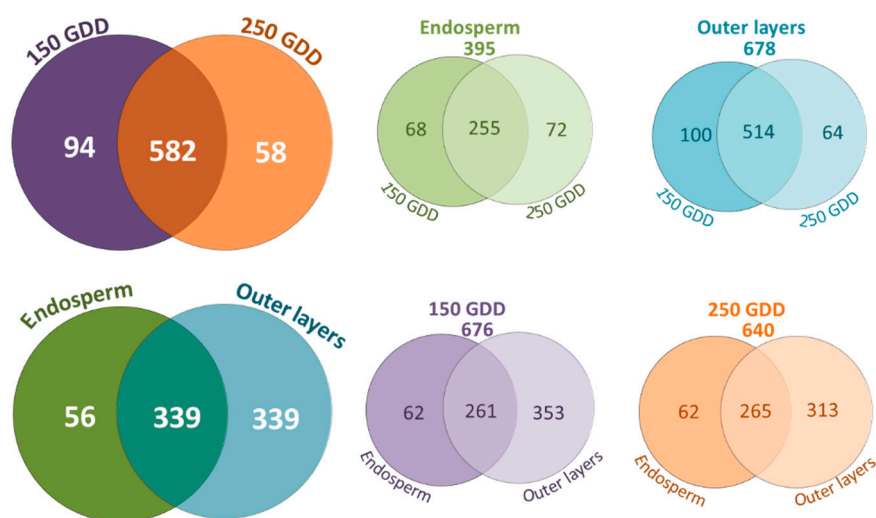 150 GDD
250 GDD
94
582
58
Endosperm
395
68
255
72
150 GDD
250 GDD
Outer layers
678
100
514
64
150 GDD
250 GDD
Endosperm
Outer layers
56
339
339
150 GDD
676
62
261
353
Endosperm
Outer layers
250 GDD
640
62
265
313
Endosperm
Outer layers